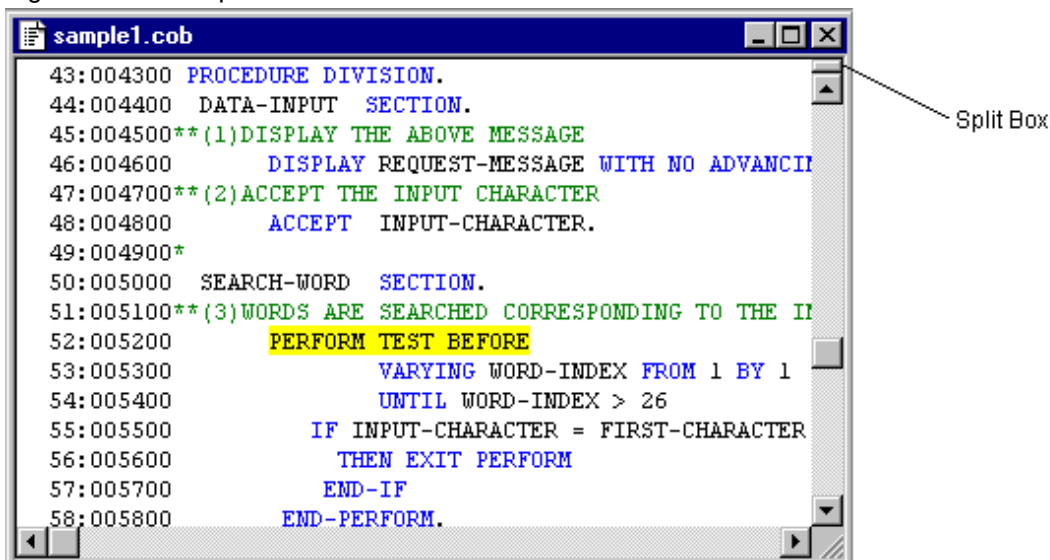 sample1.cob
43:004300 PROCEDURE DIVISION.
44:004400  DATA-INPUT  SECTION.
Split Box
45:004500**(1)DISPLAY THE ABOVE MESSAGE
46:004600       DISPLAY REQUEST-MESSAGE WITH NO
47:004700**(2)ACCEPT THE INPUT CHARACTER
48:004800       ACCEPT  INPUT-CHARACTER.
49:004900*
50:005000  SEARCH-WORD  SECTION.
51:005100**(3)WORDS ARE SEARCHED CORRESPONDING TO THE
52:005200       PERFORM TEST BEFORE
53:005300               VARYING WORD-INDEX FROM 1 BY 1
54:005400               UNTIL WORD-INDEX > 26
55:005500          IF INPUT-CHARACTER = FIRST-CHARACTER
56:005600            THEN EXIT PERFORM
57:005700           END-IF
58:005800        END-PERFORM.